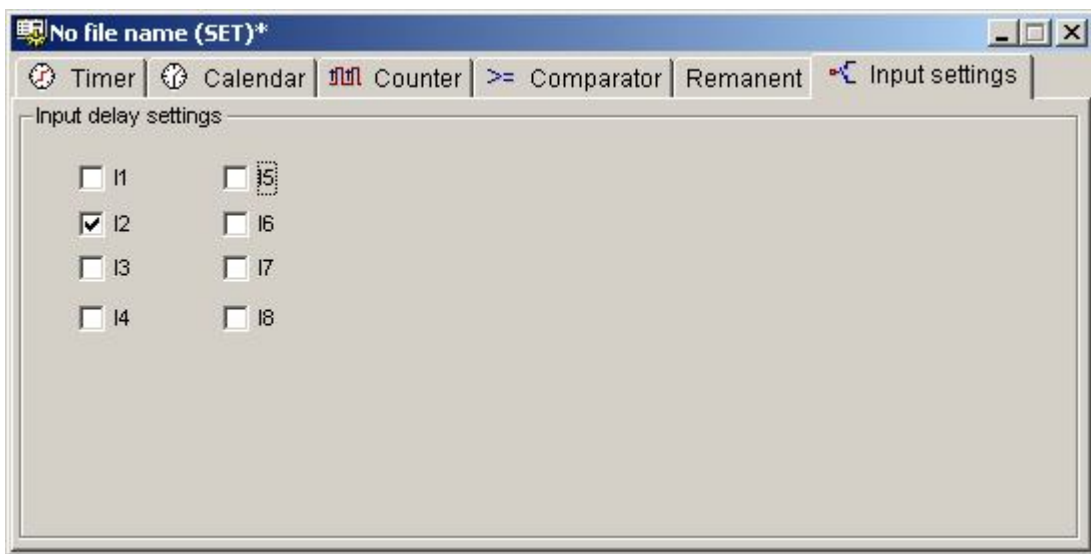 No file name (SET)*
Timer Calendar Counter >= Comparator Remanent Input settings
Input delay settings
I1 I5
I2 I6
I3 I7
I4 I8